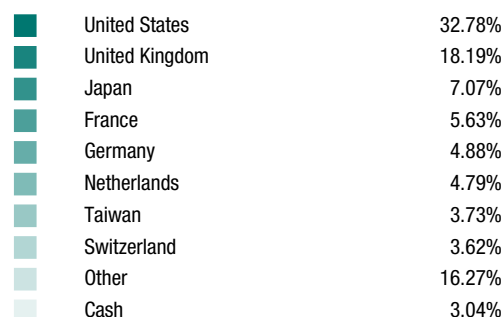 United States 32.78%
United Kingdom 18.19%
Japan 7.07%
France 5.63%
Germany 4.88%
Netherlands 4.79%
Taiwan 3.73%
Switzerland 3.62%
Other 16.27%
Cash 3.04%